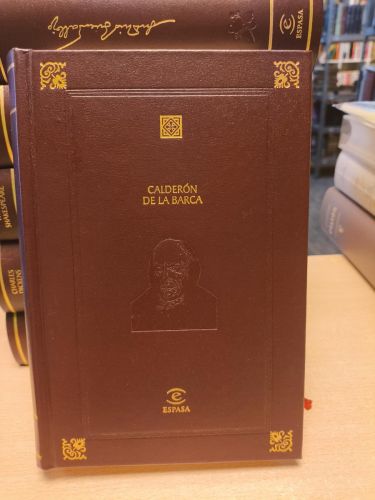 ESPASA
CALDERÓN
DE LA BARCA
ESPASA
SHAKESPEARE
CHARLES
DICKENS